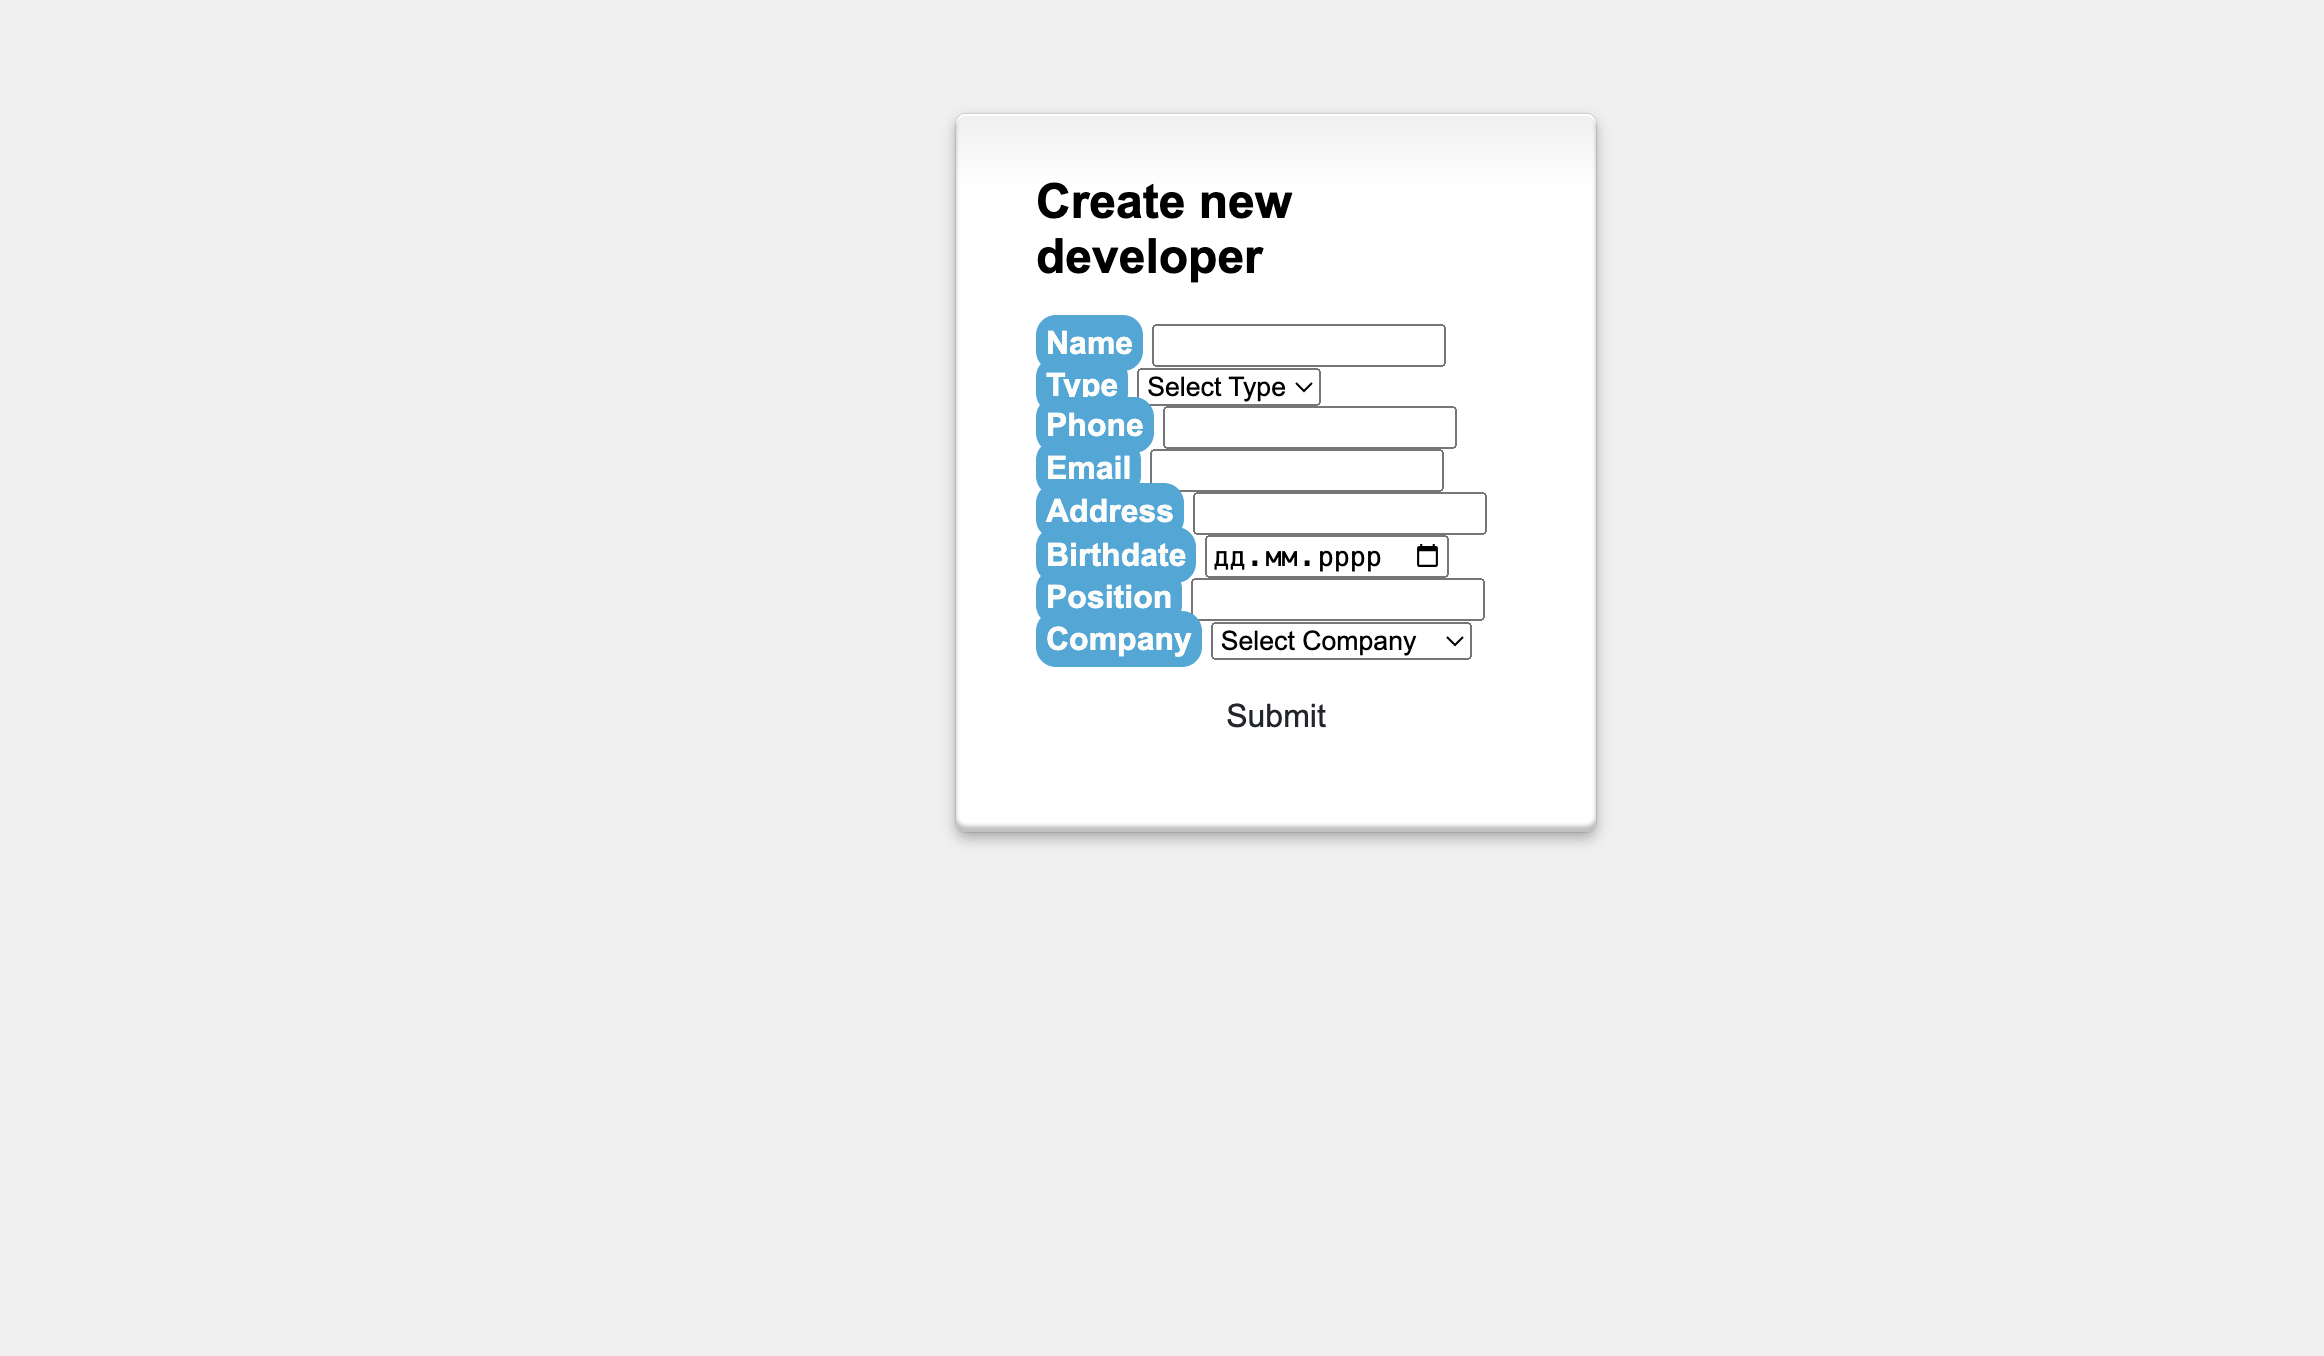 Create new
developer
Name
Type Select Type
Phone
Email
Address
Birthdate дд.мм.рррр
Position
Company Select Company
Submit